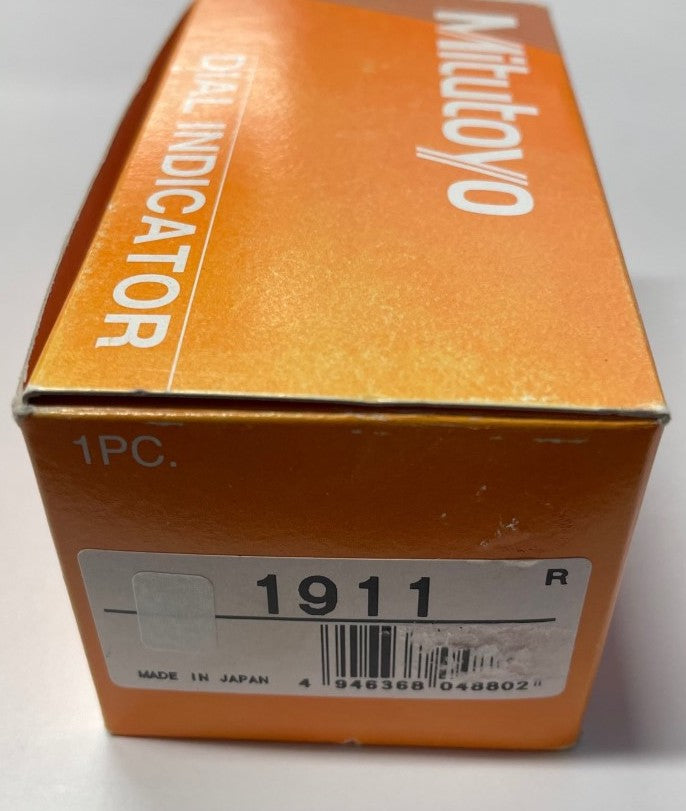 Mitutoyo
DIAL INDICATOR
1PC.
1911
R
MADE IN JAPAN
4 946368 048802